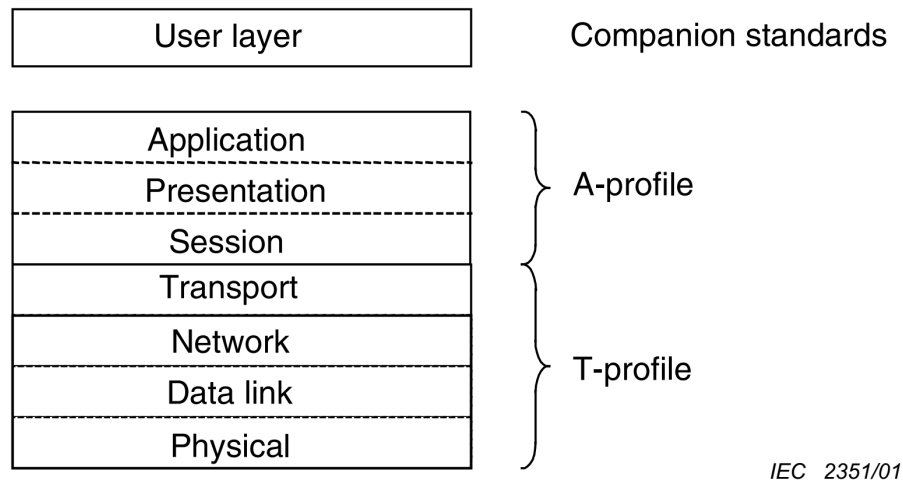 User layer
Companion standards
Application
Presentation
A-profile
Session
Transport
Network
T-profile
Data link
Physical
IEC 2351/01